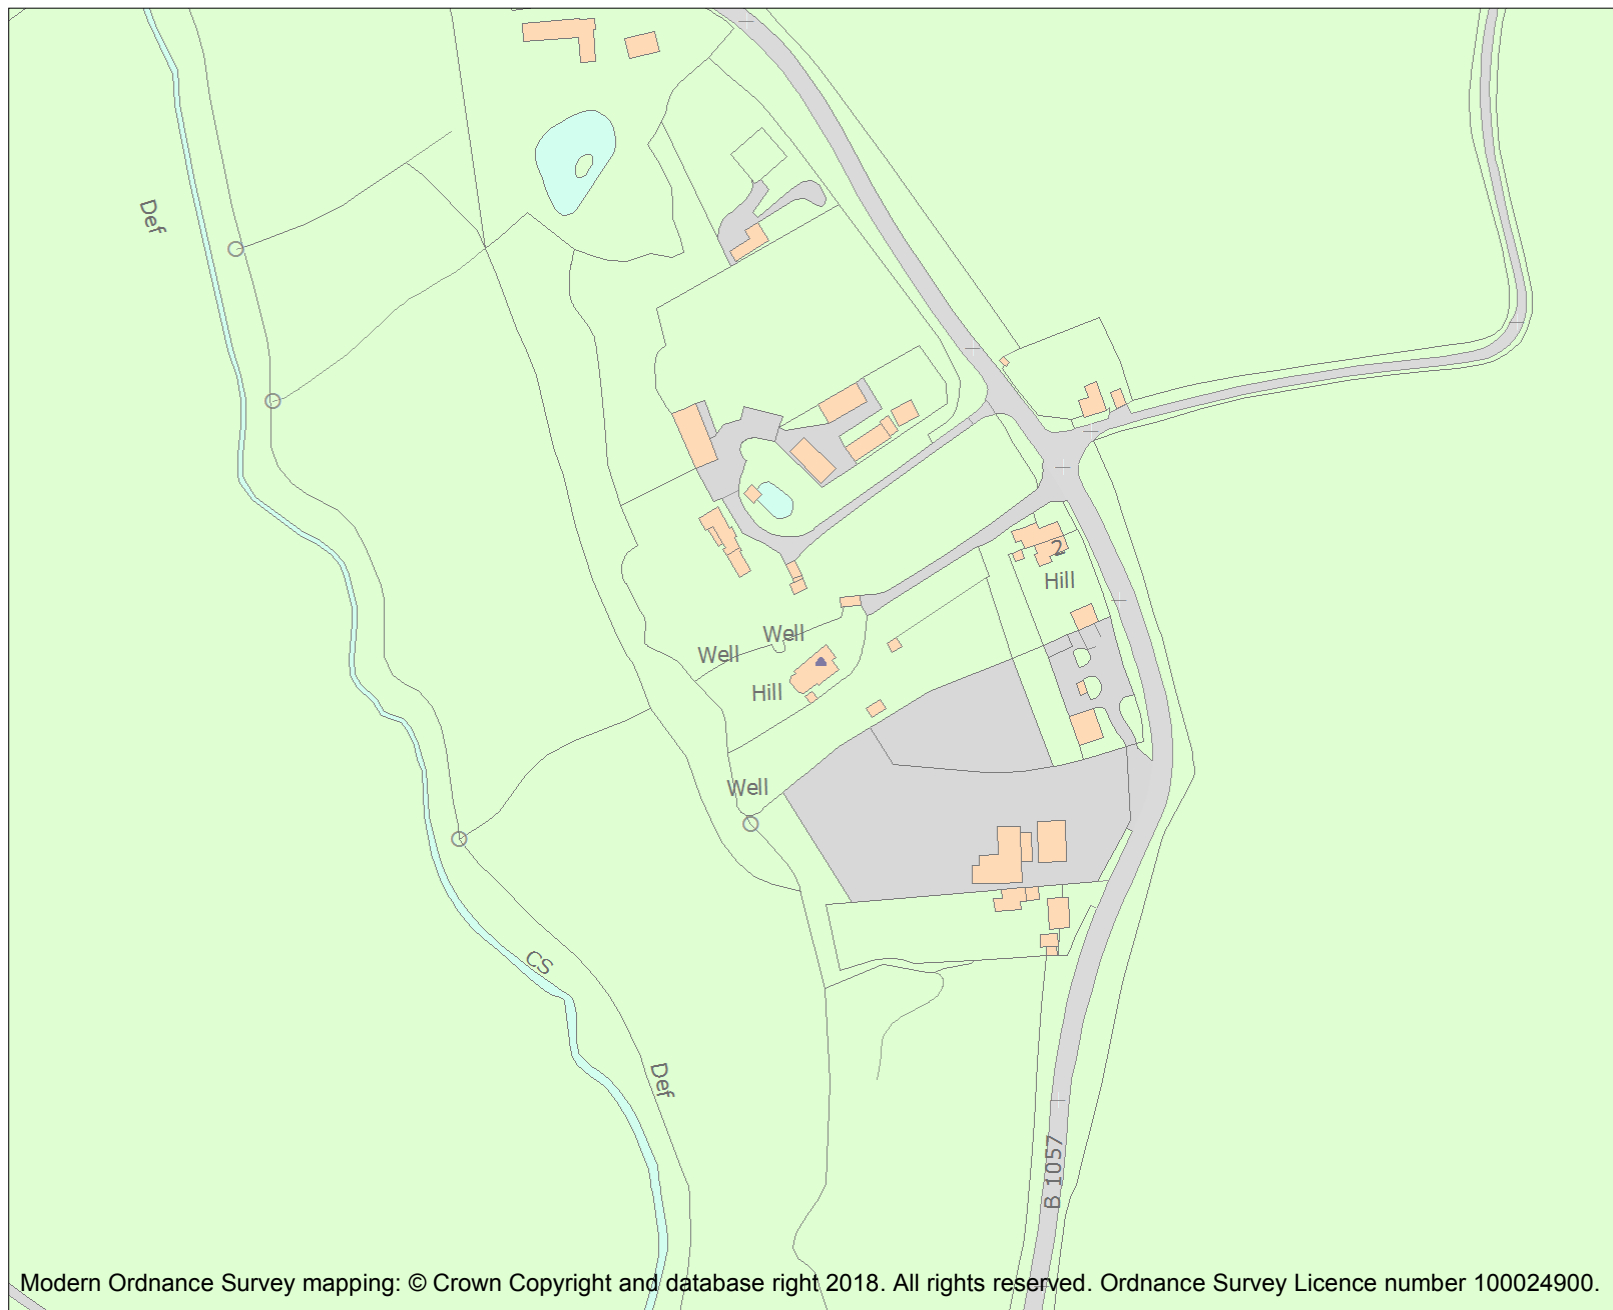 Def
2
Hill
Well
Well
Hill
Well
CS
Def
B 1057
Modern Ordnance Survey mapping: © Crown Copyright and database right 2018. All rights reserved. Ordnance Survey Licence number 100024900.